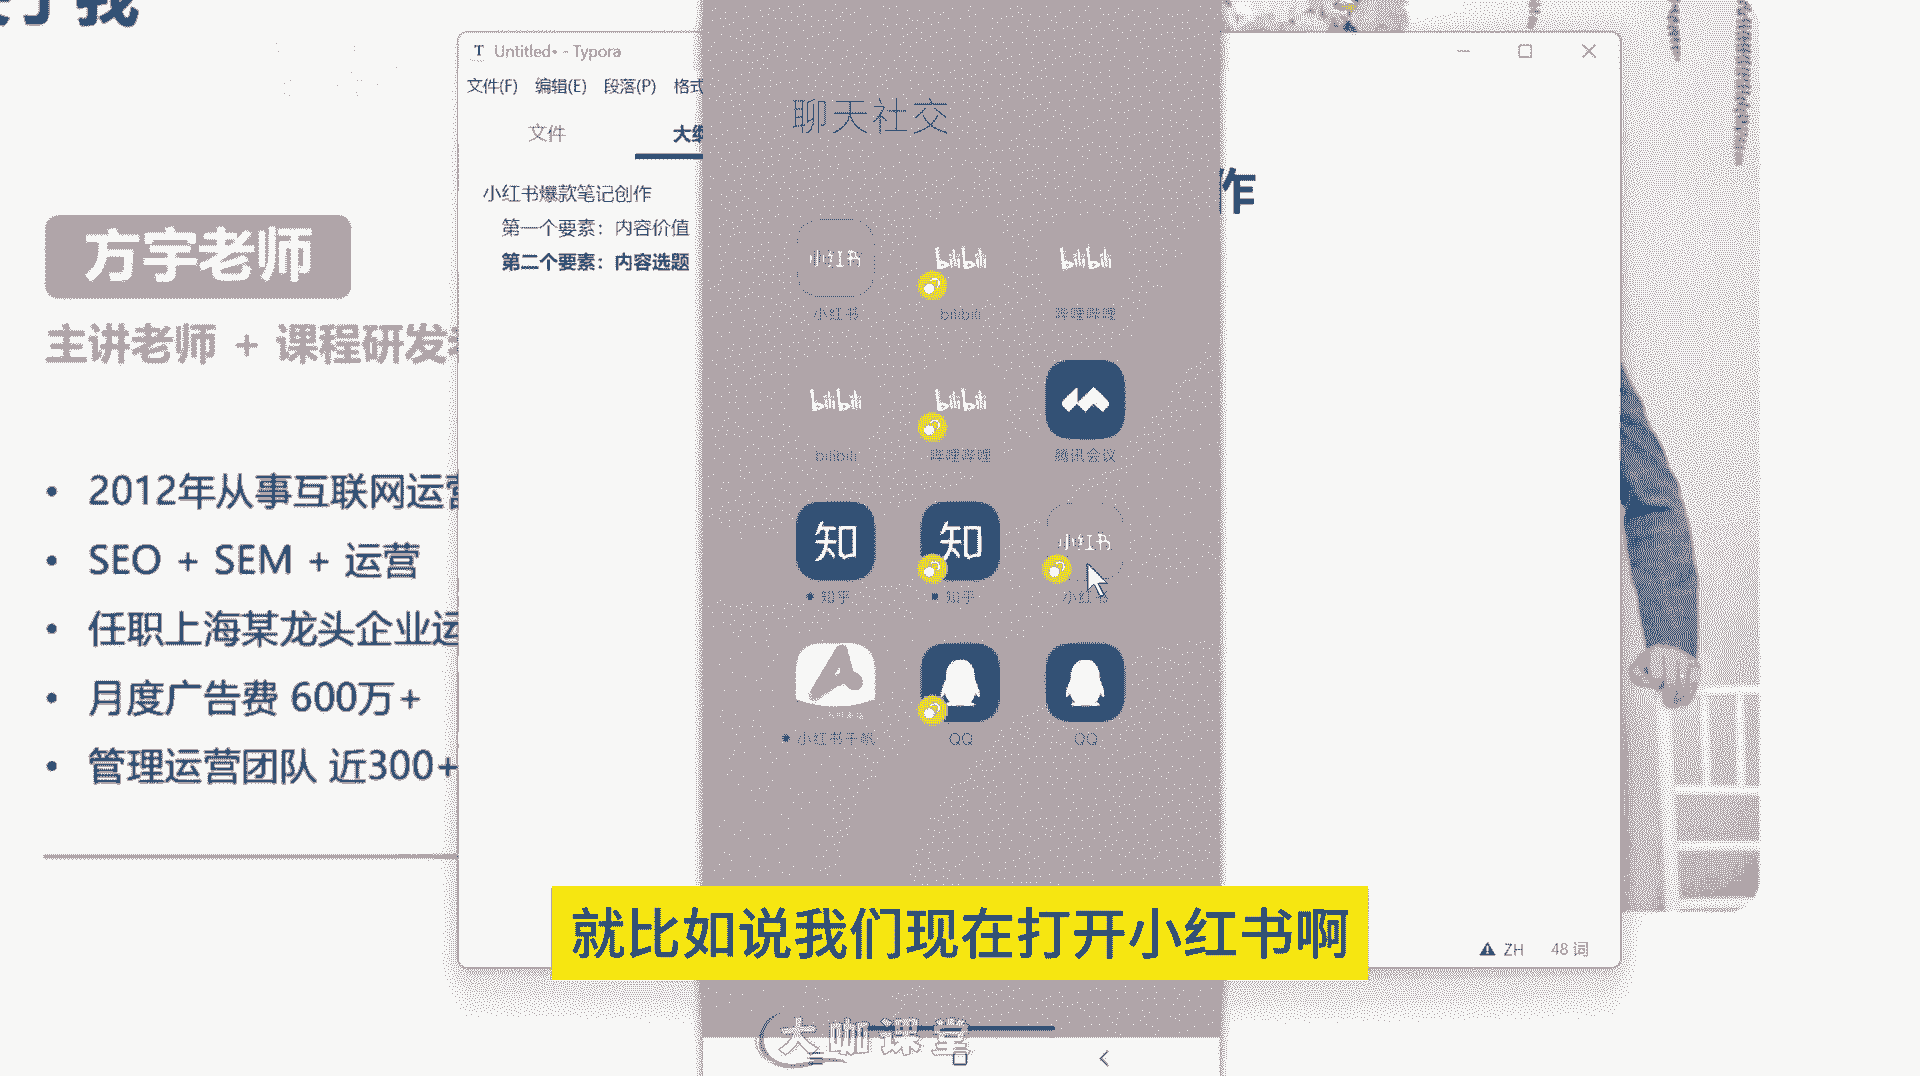 Untitled• - Typora
文件(F) 编辑(E) 段落(P) 格式
文件
大纲
小红书爆款笔记创作
第一个要素：内容价值
第二个要素：内容选题
作
方宇老师
主讲老师 + 课程研发
2012年从事互联网运营
SEO + SEM + 运营
任职上海某龙头企业运
月度广告费 600万+
管理运营团队 近300+
聊天社交
小红书 bilibili bilibili
小红书 bilibili 哔哩哔哩
bilibili bilibili
bilibili 哔哩哔哩 腾讯会议
知 知 小红书
知乎 知乎 小红书
QQ QQ
就比如说我们现在打开小红书啊
ZH 48 词
大咖课堂